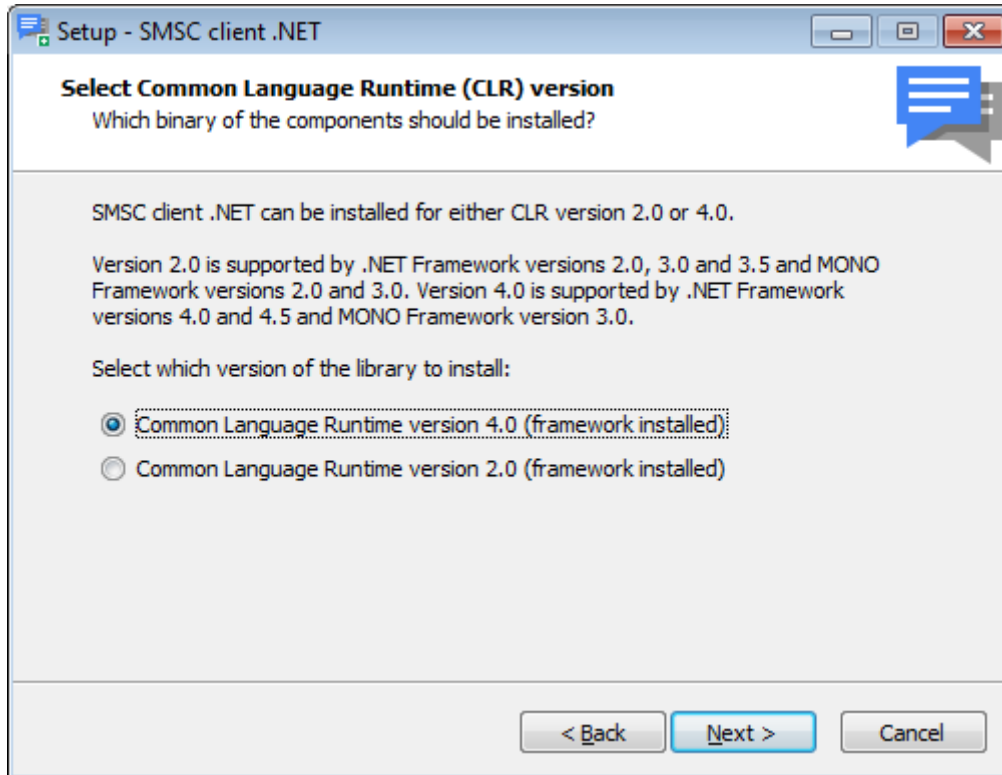 Setup - SMSC client .NET
Select Common Language Runtime (CLR) version
Which binary of the components should be installed?
SMSC client .NET can be installed for either CLR version 2.0 or 4.0.
Version 2.0 is supported by .NET Framework versions 2.0, 3.0 and 3.5 and MONO
Framework versions 2.0 and 3.0. Version 4.0 is supported by .NET Framework
versions 4.0 and 4.5 and MONO Framework version 3.0.
Select which version of the library to install:
Common Language Runtime version 4.0 (framework installed)
Common Language Runtime version 2.0 (framework installed)
< Back Next > Cancel